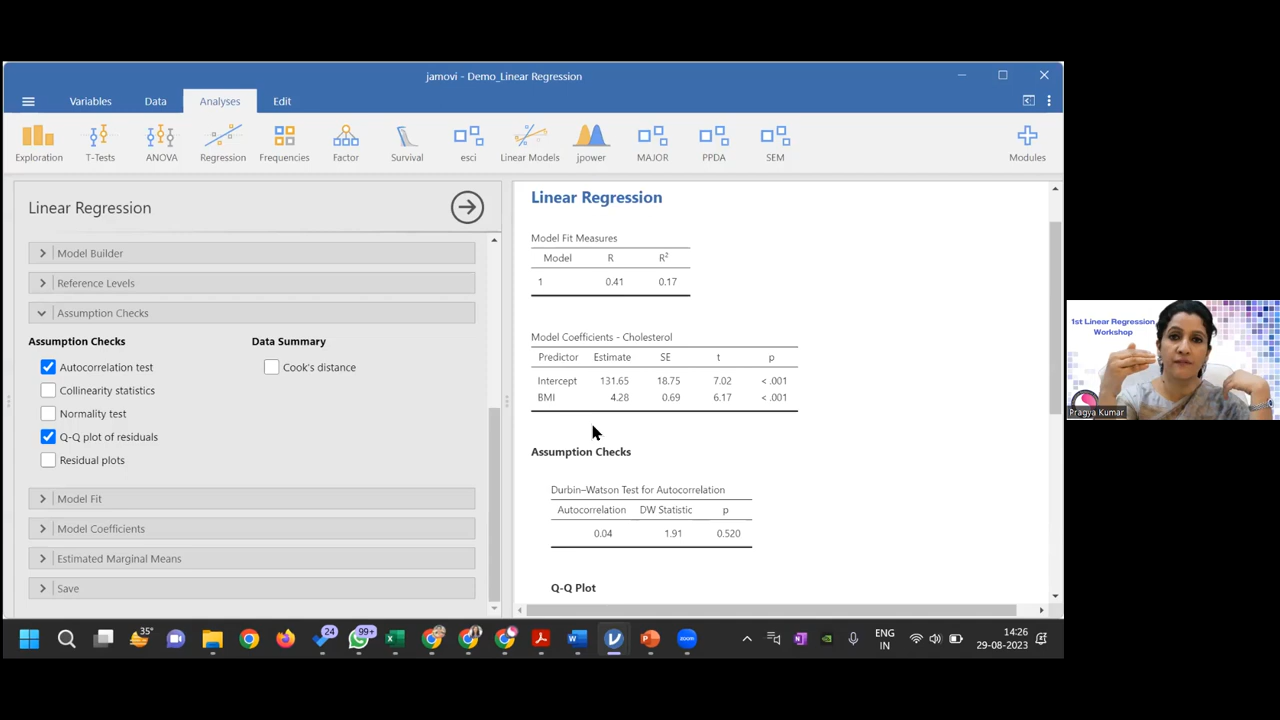 jamovi - Demo_Linear Regression
Variables Data Analyses Edit
Exploration T-Tests ANOVA Regression Frequencies Factor Survival esci Linear Models jpower MAJOR PPDA SEM Modules
Linear Regression
Model Builder
Reference Levels
Assumption Checks
Assumption Checks Data Summary
Autocorrelation test Cook's distance
Collinearity statistics
Normality test
Q-Q plot of residuals
Residual plots
Model Fit
Model Coefficients
Estimated Marginal Means
Save
Linear Regression
Model Fit Measures
Model R R²
1 0.41 0.17
Model Coefficients - Cholesterol
Predictor Estimate SE t p
Intercept 131.65 18.75 7.02 < .001
BMI 4.28 0.69 6.17 < .001
Assumption Checks
Durbin–Watson Test for Autocorrelation
Autocorrelation DW Statistic p
0.04 1.91 0.520
Q-Q Plot
1st Linear Regression
Workshop
Pragya Kumar
35°
24
99+
zoom
ENG
IN
14:26
29-08-2023